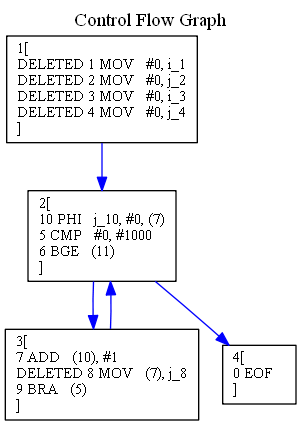 Control Flow Graph
1[
DELETED 1 MOV #0, i_1
DELETED 2 MOV #0, j_2
DELETED 3 MOV #0, i_3
DELETED 4 MOV #0, j_4
]
2[
10 PHI j_10, #0, (7)
5 CMP #0, #1000
6 BGE (11)
]
3[
7 ADD (10), #1
DELETED 8 MOV (7), j_8
9 BRA (5)
]
4[
0 EOF
]